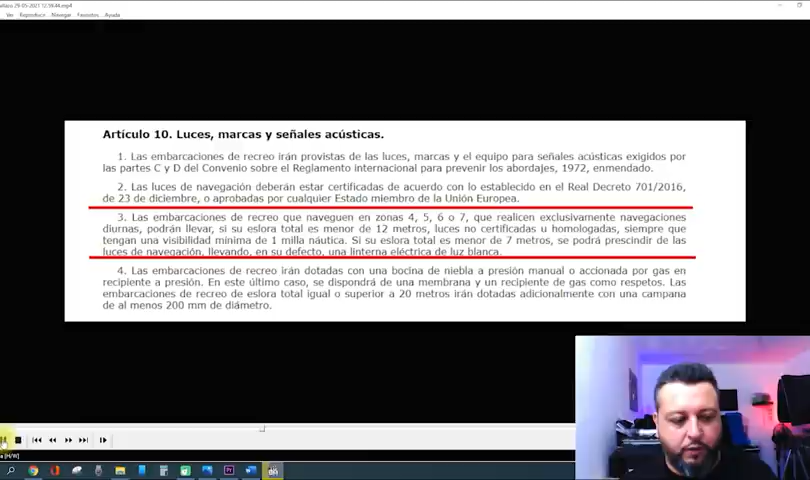 29-05-2021 12:59:44.mp4
Ver Reproducir Navegar Favoritos Ayuda
Artículo 10. Luces, marcas y señales acústicas.
1. Las embarcaciones de recreo irán provistas de las luces, marcas y el equipo para señales acústicas exigidos por
las partes C y D del Convenio sobre el Reglamento internacional para prevenir los abordajes, 1972, enmendado.
2. Las luces de navegación deberán estar certificadas de acuerdo con lo establecido en el Real Decreto 701/2016,
de 23 de diciembre, o aprobadas por cualquier Estado miembro de la Unión Europea.
3. Las embarcaciones de recreo que naveguen en zonas 4, 5, 6 o 7, que realicen exclusivamente navegaciones
diurnas, podrán llevar, si su eslora total es menor de 12 metros, luces no certificadas u homologadas, siempre que
tengan una visibilidad mínima de 1 milla náutica. Si su eslora total es menor de 7 metros, se podrá prescindir de las
luces de navegación, llevando, en su defecto, una linterna eléctrica de luz blanca.
4. Las embarcaciones de recreo irán dotadas con una bocina de niebla a presión manual o accionada por gas en
recipiente a presión. En este último caso, se dispondrá de una membrana y un recipiente de gas como respetos. Las
embarcaciones de recreo de eslora total igual o superior a 20 metros irán dotadas adicionalmente con una campana
de al menos 200 mm de diámetro.
[H/W]
Pr